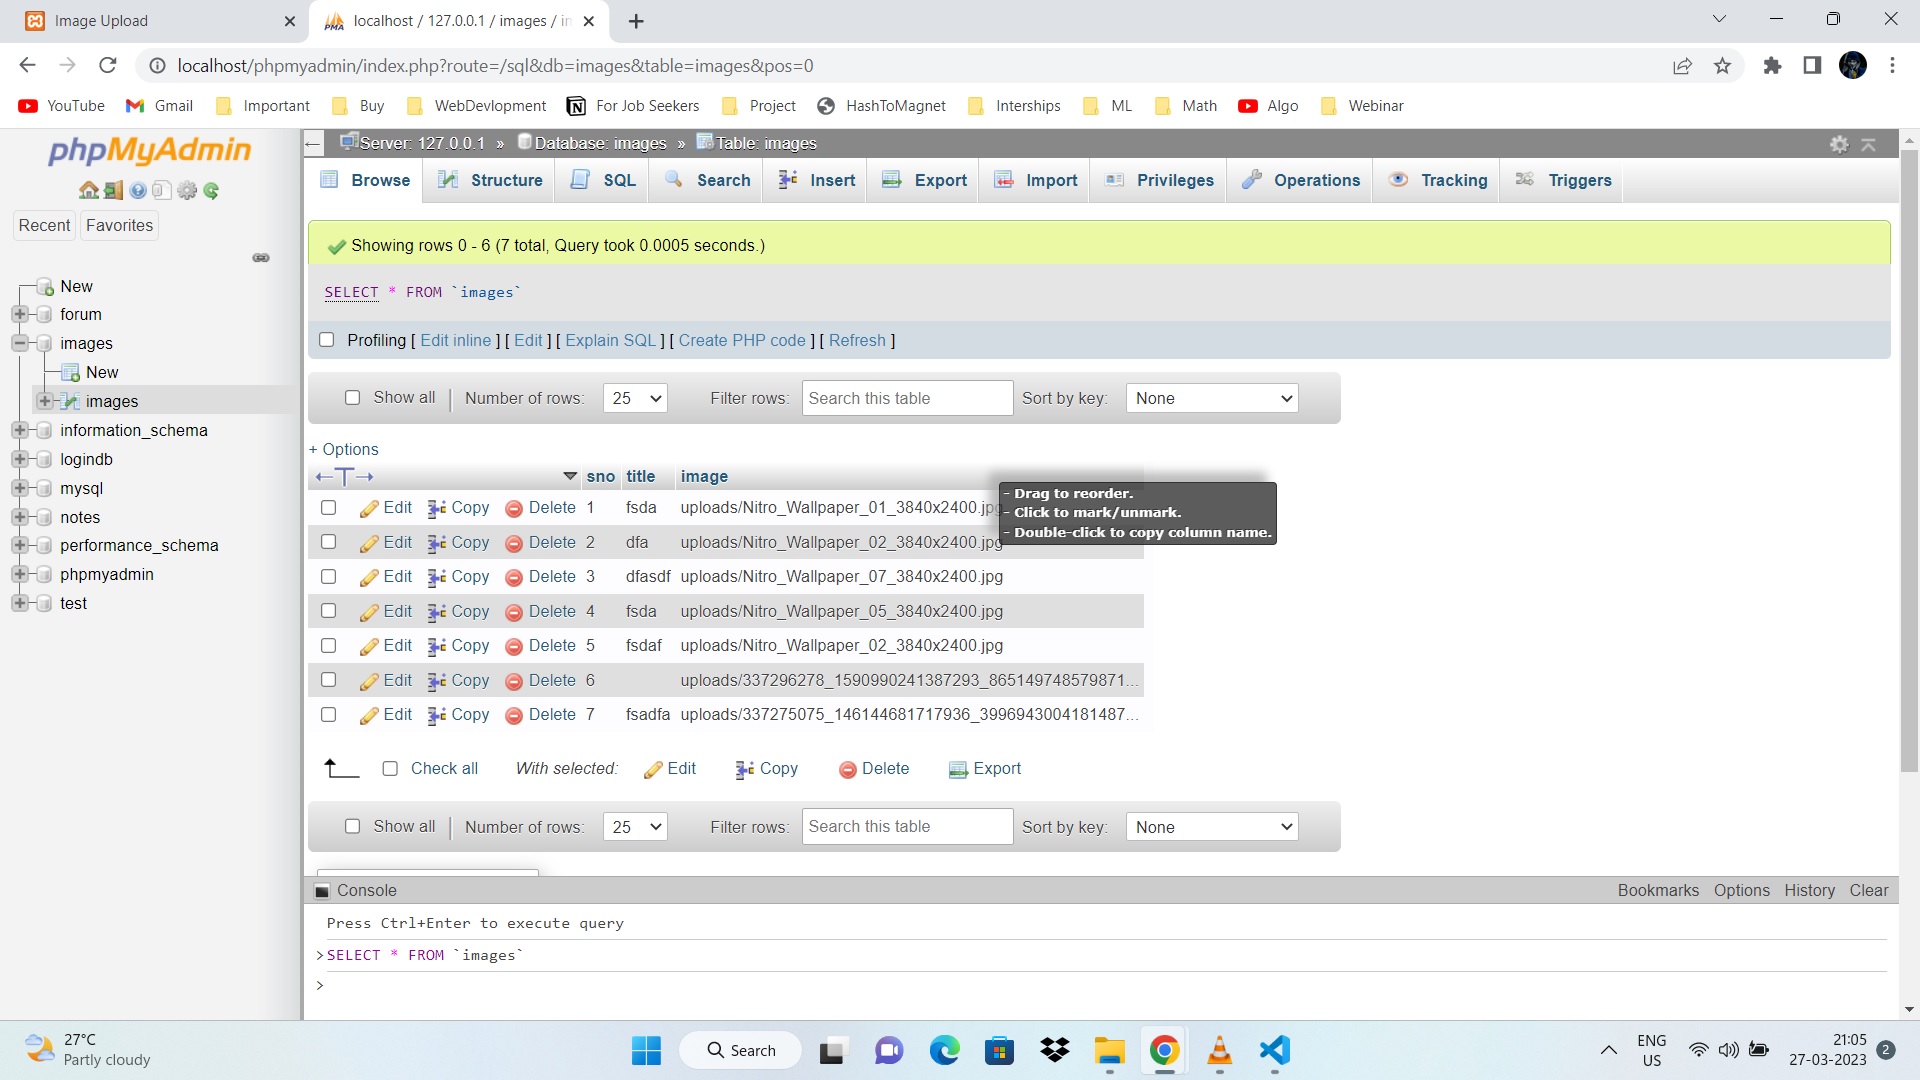 Image Upload
localhost / 127.0.0.1 / images / im
localhost/phpmyadmin/index.php?route=/sql&db=images&table=images&pos=0
YouTube Gmail Important Buy WebDevlopment For Job Seekers Project HashToMagnet Interships ML Math Algo Webinar
phpMyAdmin
Recent Favorites
New
forum
images
New
images
information_schema
logindb
mysql
notes
performance_schema
phpmyadmin
test
Server: 127.0.0.1 » Database: images » Table: images
Browse Structure SQL Search Insert Export Import Privileges Operations Tracking Triggers
Showing rows 0 - 6 (7 total, Query took 0.0005 seconds.)
SELECT * FROM `images`
Profiling [ Edit inline ] [ Edit ] [ Explain SQL ] [ Create PHP code ] [ Refresh ]
Show all Number of rows: 25 Filter rows: Search this table Sort by key: None
+ Options
←T→ sno title image
Edit Copy Delete 1 fsda uploads/Nitro_Wallpaper_01_3840x2400.jpg
Edit Copy Delete 2 dfa uploads/Nitro_Wallpaper_02_3840x2400.jpg
Edit Copy Delete 3 dfasdf uploads/Nitro_Wallpaper_07_3840x2400.jpg
Edit Copy Delete 4 fsda uploads/Nitro_Wallpaper_05_3840x2400.jpg
Edit Copy Delete 5 fsdaf uploads/Nitro_Wallpaper_02_3840x2400.jpg
Edit Copy Delete 6 uploads/337296278_1590990241387293_865149748579871...
Edit Copy Delete 7 fsadfa uploads/337275075_146144681717936_3996943004181487...
- Drag to reorder.
- Click to mark/unmark.
- Double-click to copy column name.
Check all With selected: Edit Copy Delete Export
Show all Number of rows: 25 Filter rows: Search this table Sort by key: None
Console Bookmarks Options History Clear
Press Ctrl+Enter to execute query
>SELECT * FROM `images`
>
27°C
Partly cloudy
Search
ENG
US
21:05
27-03-2023
2